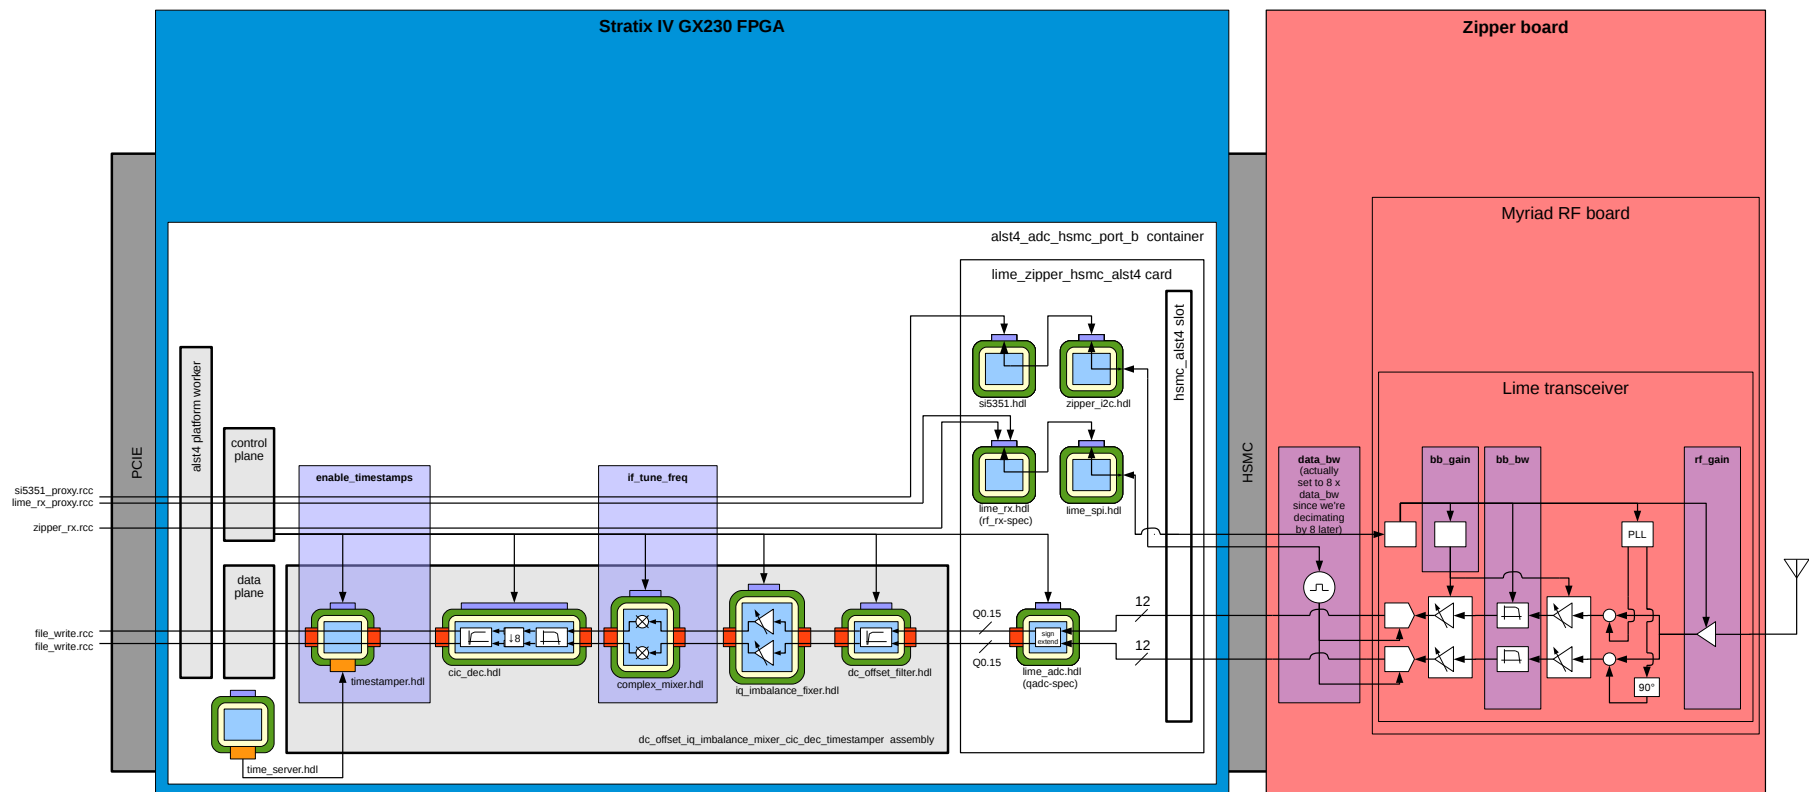 Stratix IV GX230 FPGA
Zipper board
Myriad RF board
alst4_adc_hsmc_port_b container
lime_zipper_hsmc_alst4 card
hsmc_alst4 slot
Lime transceiver
PCIE
HSMC
alst4 platform worker
control
plane
data
plane
si5351_proxy.rcc
lime_rx_proxy.rcc
zipper_rx.rcc
file_write.rcc
file_write.rcc
enable_timestamps
if_tune_freq
si5351.hdl
zipper_i2c.hdl
lime_rx.hdl
(rf_rx-spec)
lime_spi.hdl
data_bw
(actually
set to 8 x
data_bw
since we're
decimating
by 8 later)
bb_gain
bb_bw
rf_gain
PLL
90°
12
12
Q0.15
Q0.15
sign
extend
lime_adc.hdl
(qadc-spec)
↓8
timestamper.hdl
cic_dec.hdl
complex_mixer.hdl
iq_imbalance_fixer.hdl
dc_offset_filter.hdl
dc_offset_iq_imbalance_mixer_cic_dec_timestamper assembly
time_server.hdl